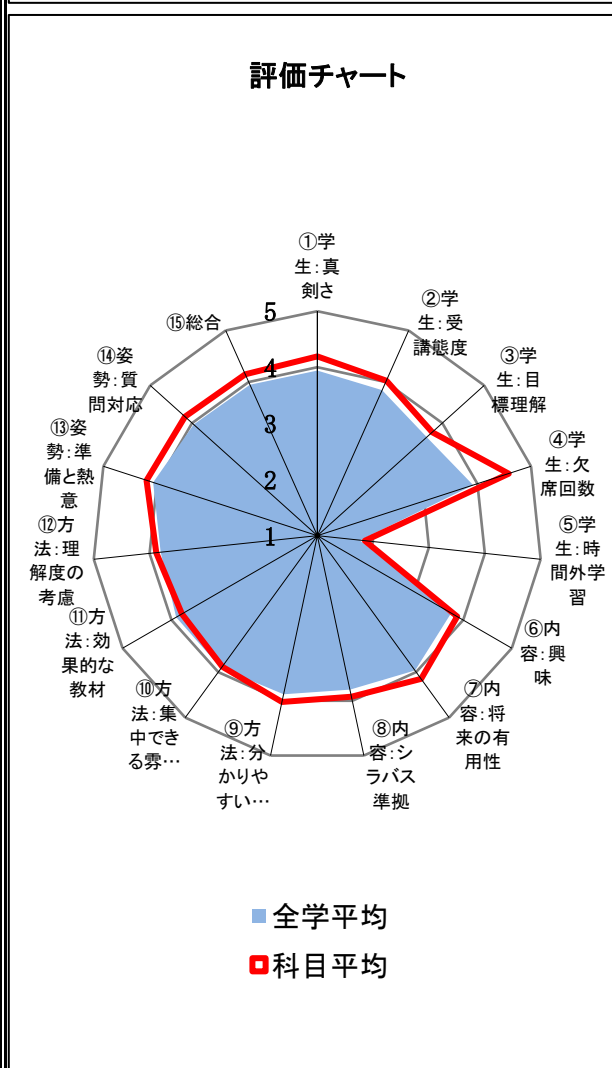 評価チャート
①学
生:真
剣さ
②学
生:受
講態度
③学
生:目
標理解
④学
生:欠
席回数
⑤学
生:時
間外学
習
⑥内
容:興
味
⑦内
容:将
来の有
用性
⑧内
容:シ
ラバス
準拠
⑨方
法:分
かりや
すい…
⑩方
法:集
中でき
る雰…
⑪方
法:効
果的な
教材
⑫方
法:理
解度の
考慮
⑬姿
勢:準
備と熱
意
⑭姿
勢:質
問対応
⑮総合
5
4
3
2
1
全学平均
科目平均